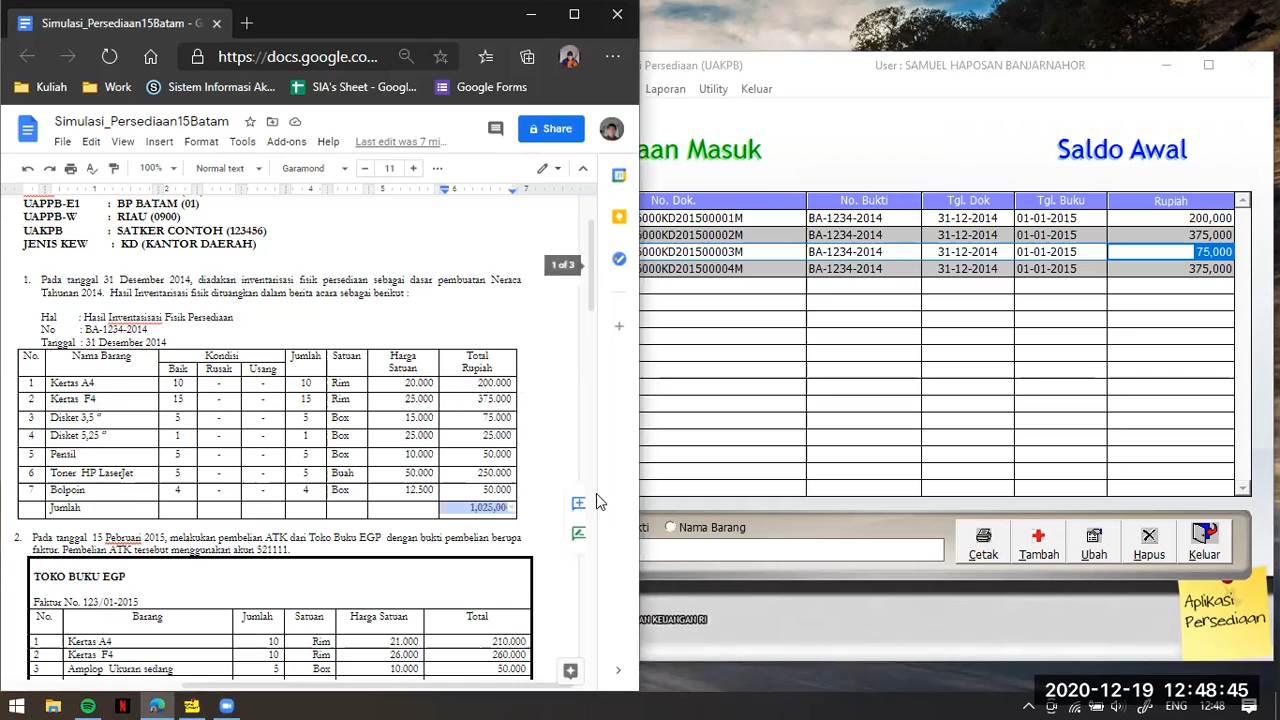 Simulasi_Persediaan15Batam - G
https://docs.google.co...
Kuliah
Work
Sistem Informasi Ak...
SIA's Sheet - Googl...
Google Forms
Simulasi_Persediaan15Batam
Share
File Edit View Insert Format Tools Add-ons Help Last edit was 7 mi...
100% Normal text Garamond 11
1 2 4 5 7
UAPPB-E1 : BP BATAM (01)
UAPPB-W : RIAU (0900)
UAKPB : SATKER CONTOH (123456)
JENIS KEW : KD (KANTOR DAERAH)
1 of 3
1. Pada tanggal 31 Desember 2014, diadakan inventarisasi fisik persediaan sebagai dasar pembuatan Neraca
Tahunan 2014. Hasil Inventarisasi fisik dituangkan dalam berita acara sebagai berikut :
Hal : Hasil Inventasisasi Fisik Persediaan
No : BA-1234-2014
Tanggal : 31 Desember 2014
No. Nama Barang Kondisi Jumlah Satuan Harga Satuan Total Rupiah
Baik Rusak Usang
1 Kertas A4 10 - - 10 Rim 20.000 200.000
2 Kertas F4 15 - - 15 Rim 25.000 375.000
3 Disket 3,5 " 5 - - 5 Box 15.000 75.000
4 Disket 5,25 " 1 - - 1 Box 25.000 25.000
5 Pensil 5 - - 5 Box 10.000 50.000
6 Toner HP LaserJet 5 - - 5 Buah 50.000 250.000
7 Bolpoin 4 - - 4 Box 12.500 50.000
Jumlah 1,025,00
2. Pada tanggal 15 Pebruari 2015, melakukan pembelian ATK dari Toko Buku EGP dengan bukti pembelian berupa
faktur. Pembelian ATK tersebut menggunakan akun 521111.
TOKO BUKU EGP
Faktur No. 123/01-2015
No. Barang Jumlah Satuan Harga Satuan Total
1 Kertas A4 10 Rim 21.000 210.000
2 Kertas F4 10 Rim 26.000 260.000
3 Amplop Ukuran sedang 5 Box 10.000 50.000
i Persediaan (UAKPB) User : SAMUEL HAPOSAN BANJARNAHOR
Laporan Utility Keluar
aan Masuk Saldo Awal
No. Dok. No. Bukti Tgl. Dok Tgl. Buku Rupiah
6000KD201500001M BA-1234-2014 31-12-2014 01-01-2015 200,000
6000KD201500002M BA-1234-2014 31-12-2014 01-01-2015 375,000
6000KD201500003M BA-1234-2014 31-12-2014 01-01-2015 75,000
6000KD201500004M BA-1234-2014 31-12-2014 01-01-2015 375,000
kti Nama Barang
Cetak Tambah Ubah Hapus Keluar
AN KEUANGAN RI
Aplikasi
Persediaan
2020-12-19 12:48:45
ENG 12:48